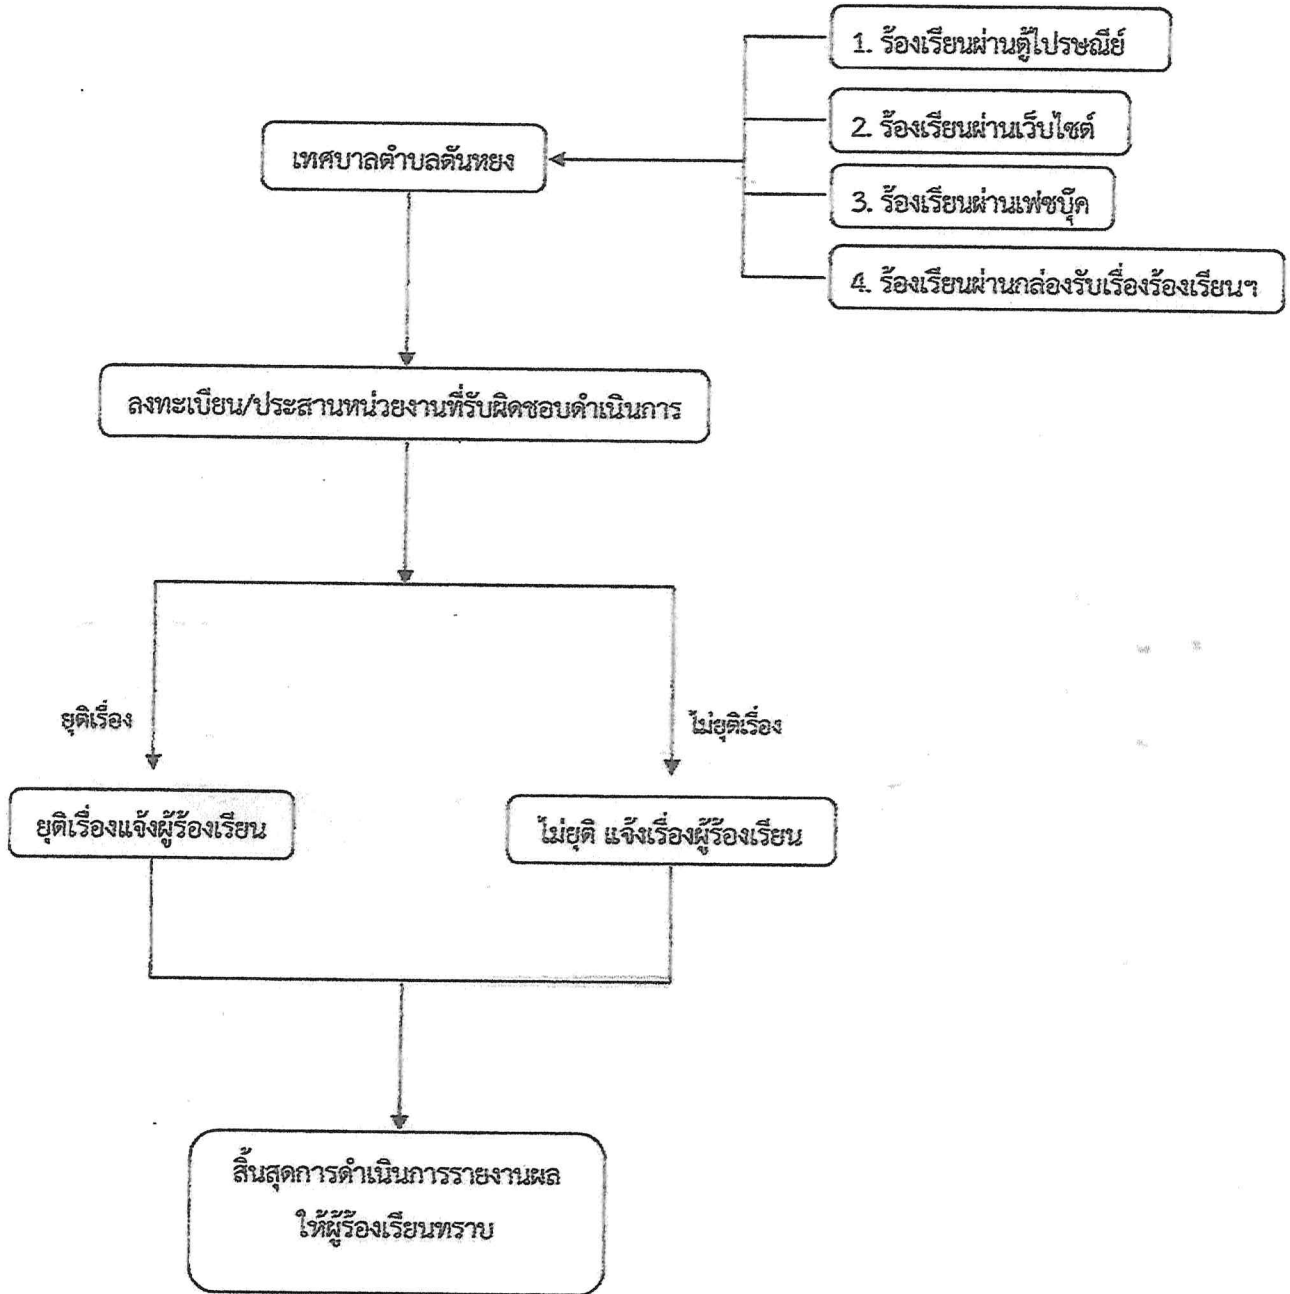 1. ร้องเรียนผ่านตู้ไปรษณีย์
2. ร้องเรียนผ่านเว็บไซต์
เทศบาลตำบลตันหยง
3. ร้องเรียนผ่านเฟซบุ๊ค
4. ร้องเรียนผ่านกล่องรับเรื่องร้องเรียนฯ
ลงทะเบียน/ประสานหน่วยงานที่รับผิดชอบดำเนินการ
ยุติเรื่อง
ไม่ยุติเรื่อง
ยุติเรื่องแจ้งผู้ร้องเรียน
ไม่ยุติ แจ้งเรื่องผู้ร้องเรียน
สิ้นสุดการดำเนินการรายงานผล
ให้ผู้ร้องเรียนทราบ